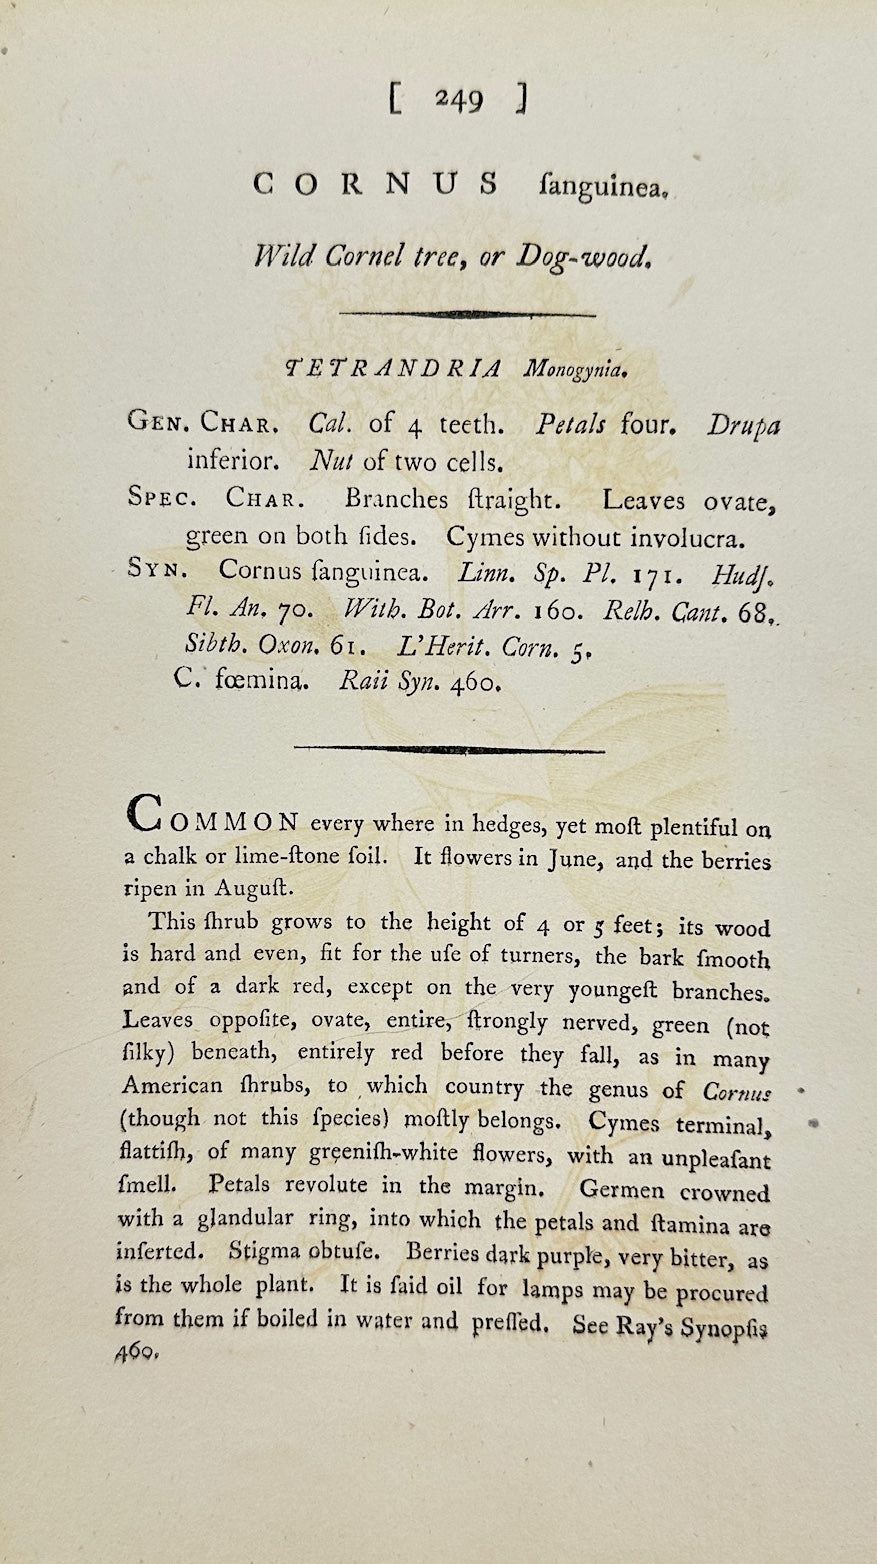 [ 249 ]
CORNUS ſanguinea.
Wild Cornel tree, or Dog-wood.
TETRANDRIA Monogynia.
GEN. CHAR. Cal. of 4 teeth. Petals four. Drupa
inferior. Nut of two cells.
SPEC. CHAR. Branches ſtraight. Leaves ovate,
green on both ſides. Cymes without involucra.
SYN. Cornus ſanguinea. Linn. Sp. Pl. 171. Hudſ.
Fl. An. 70. With. Bot. Arr. 160. Relh. Cant. 68.
Sibth. Oxon. 61. L'Herit. Corn. 5.
C. fœmina. Raii Syn. 460.
COMMON every where in hedges, yet moſt plentiful on
a chalk or lime-ſtone ſoil. It flowers in June, and the berries
ripen in Auguſt.
This ſhrub grows to the height of 4 or 5 feet; its wood
is hard and even, fit for the uſe of turners, the bark ſmooth
and of a dark red, except on the very youngeſt branches.
Leaves oppoſite, ovate, entire, ſtrongly nerved, green (not
ſilky) beneath, entirely red before they fall, as in many
American ſhrubs, to which country the genus of Cornus
(though not this ſpecies) moſtly belongs. Cymes terminal,
flattiſh, of many greeniſh-white flowers, with an unpleaſant
ſmell. Petals revolute in the margin. Germen crowned
with a glandular ring, into which the petals and ſtamina are
inſerted. Stigma obtuſe. Berries dark purple, very bitter, as
is the whole plant. It is ſaid oil for lamps may be procured
from them if boiled in water and preſſed. See Ray's Synopſis
460.